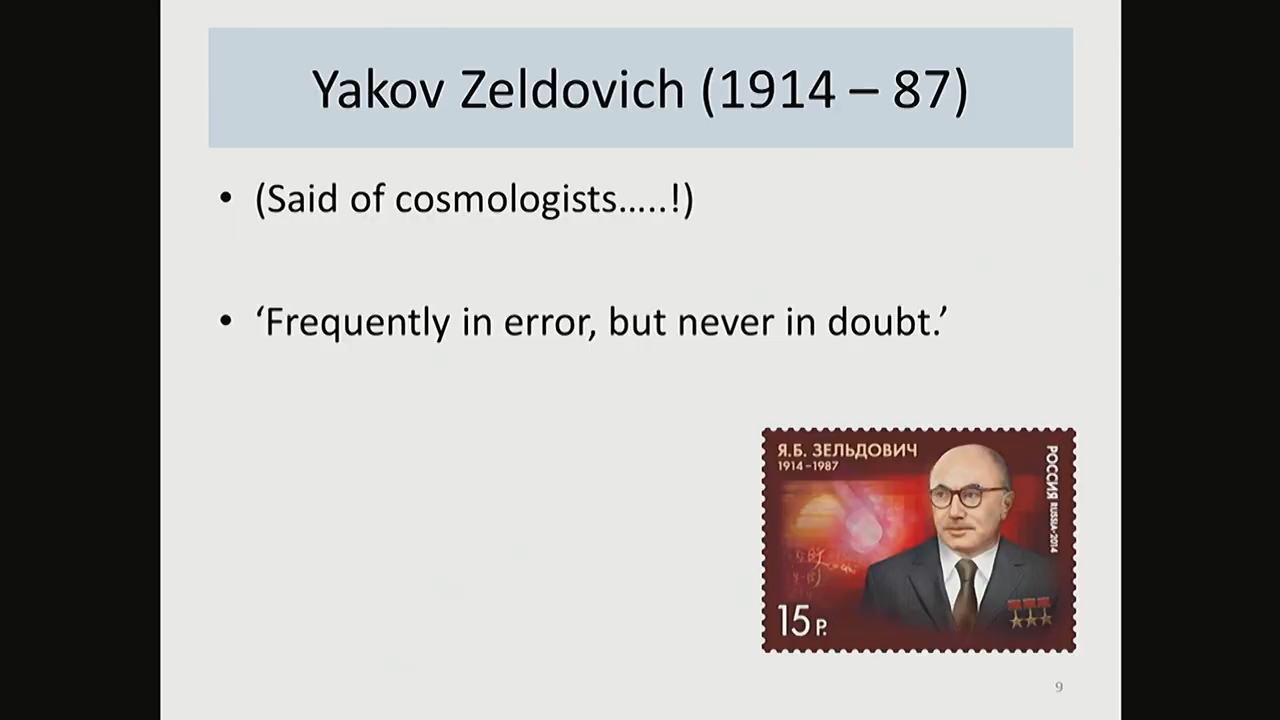 Yakov Zeldovich (1914 – 87)
• (Said of cosmologists…..!)
• ‘Frequently in error, but never in doubt.’
Я.Б. ЗЕЛЬДОВИЧ
1914–1987
РОССИЯ RUSSIA·2014
15 Р.
9